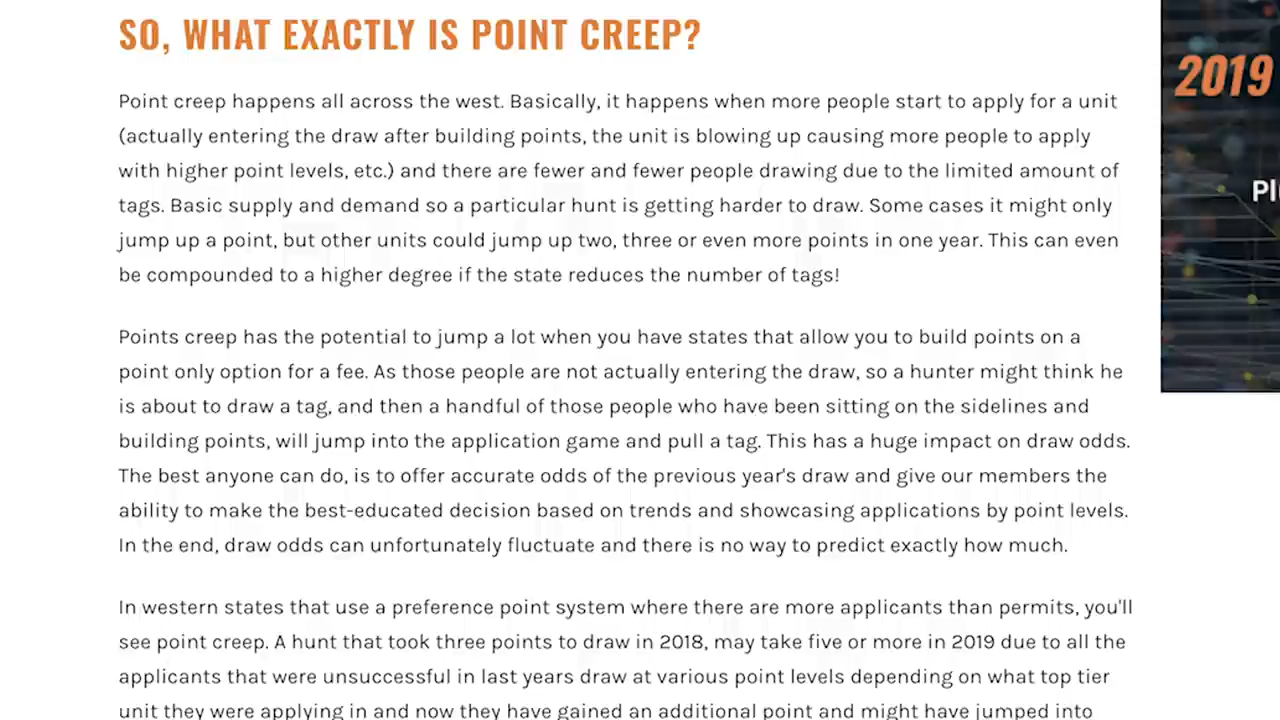 SO, WHAT EXACTLY IS POINT CREEP?
Point creep happens all across the west. Basically, it happens when more people start to apply for a unit
(actually entering the draw after building points, the unit is blowing up causing more people to apply
with higher point levels, etc.) and there are fewer and fewer people drawing due to the limited amount of
tags. Basic supply and demand so a particular hunt is getting harder to draw. Some cases it might only
jump up a point, but other units could jump up two, three or even more points in one year. This can even
be compounded to a higher degree if the state reduces the number of tags!
Points creep has the potential to jump a lot when you have states that allow you to build points on a
point only option for a fee. As those people are not actually entering the draw, so a hunter might think he
is about to draw a tag, and then a handful of those people who have been sitting on the sidelines and
building points, will jump into the application game and pull a tag. This has a huge impact on draw odds.
The best anyone can do, is to offer accurate odds of the previous year's draw and give our members the
ability to make the best-educated decision based on trends and showcasing applications by point levels.
In the end, draw odds can unfortunately fluctuate and there is no way to predict exactly how much.
In western states that use a preference point system where there are more applicants than permits, you'll
see point creep. A hunt that took three points to draw in 2018, may take five or more in 2019 due to all the
applicants that were unsuccessful in last years draw at various point levels depending on what top tier
unit they were applying in and now they have gained an additional point and might have jumped into
2019
Pl